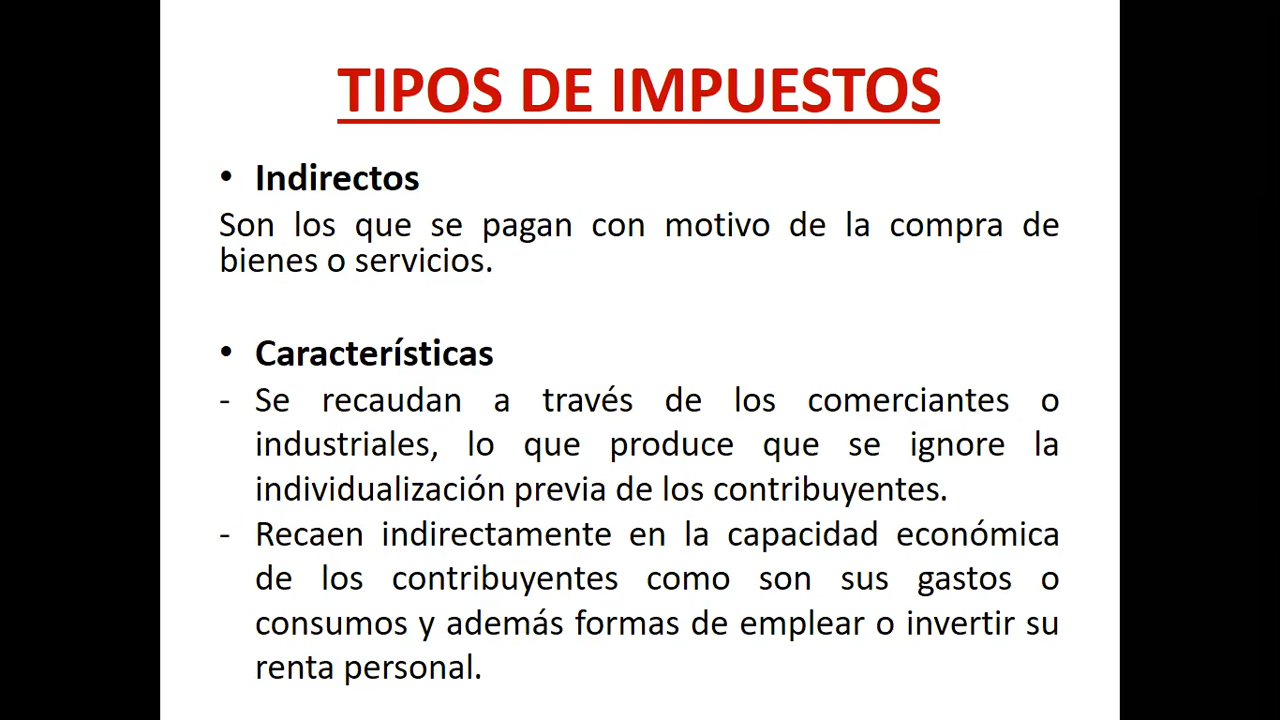 TIPOS DE IMPUESTOS
• Indirectos
Son los que se pagan con motivo de la compra de
bienes o servicios.
• Características
- Se recaudan a través de los comerciantes o
industriales, lo que produce que se ignore la
individualización previa de los contribuyentes.
- Recaen indirectamente en la capacidad económica
de los contribuyentes como son sus gastos o
consumos y además formas de emplear o invertir su
renta personal.